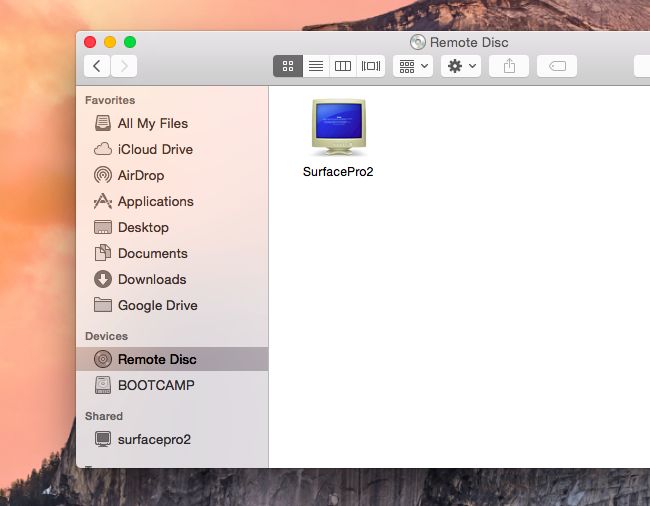 Remote Disc
Favorites
All My Files
iCloud Drive
AirDrop
Applications
Desktop
Documents
Downloads
Google Drive
Devices
Remote Disc
BOOTCAMP
Shared
surfacepro2
SurfacePro2